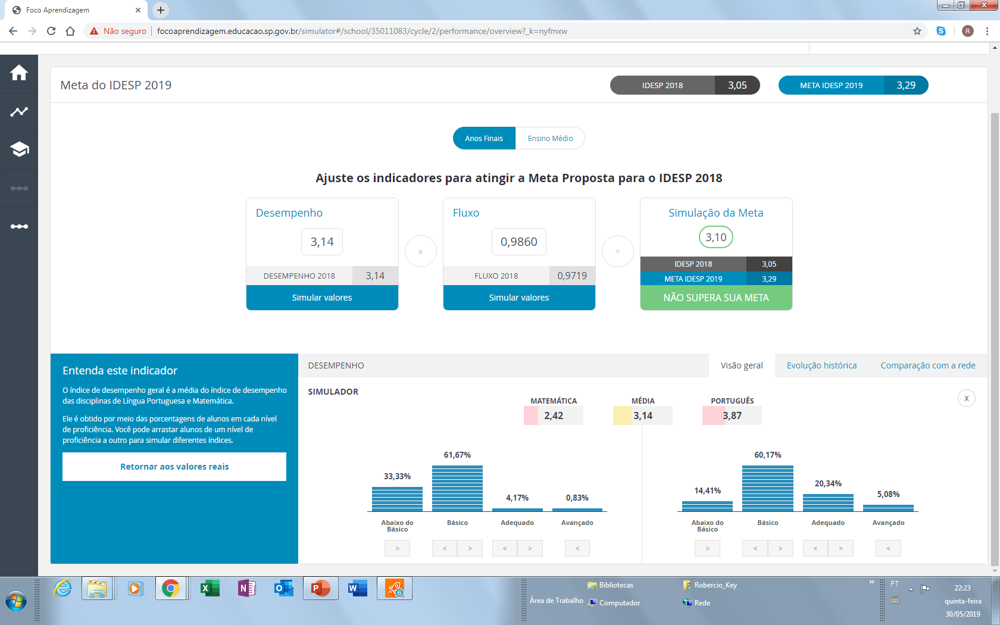 Foco Aprendizagem
Não seguro
focoaprendizagem.educacao.sp.gov.br/simulator#/school/35011083/cycle/2/performance/overview?_k=nyfmxw
S
R
Meta do IDESP 2019
IDESP 2018 3,05
META IDESP 2019 3,29
Anos Finais
Ensino Médio
Ajuste os indicadores para atingir a Meta Proposta para o IDESP 2018
Desempenho
3,14
DESEMPENHO 2018 3,14
Simular valores
x
Fluxo
0,9860
FLUXO 2018 0,9719
Simular valores
=
Simulação da Meta
3,10
IDESP 2018 3,05
META IDESP 2019 3,29
NÃO SUPERA SUA META
Entenda este indicador
O índice de desempenho geral é a média do índice de desempenho
das disciplinas de Língua Portuguesa e Matemática.
Ele é obtido por meio das porcentagens de alunos em cada nível
de proficiência. Você pode arrastar alunos de um nível de
proficiência a outro para simular diferentes índices.
Retornar aos valores reais
DESEMPENHO
Visão geral
Evolução histórica
Comparação com a rede
SIMULADOR
X
MATEMÁTICA
2,42
MÉDIA
3,14
PORTUGUÊS
3,87
33,33%
61,67%
4,17%
0,83%
Abaixo do
Básico
Básico
Adequado
Avançado
> < > < > <
14,41%
60,17%
20,34%
5,08%
Abaixo do
Básico
Básico
Adequado
Avançado
> < > < > <
6
Área de Trabalho
»
Bibliotecas
Robercio_Key
Computador
Rede
PT
22:23
quinta-feira
30/05/2019